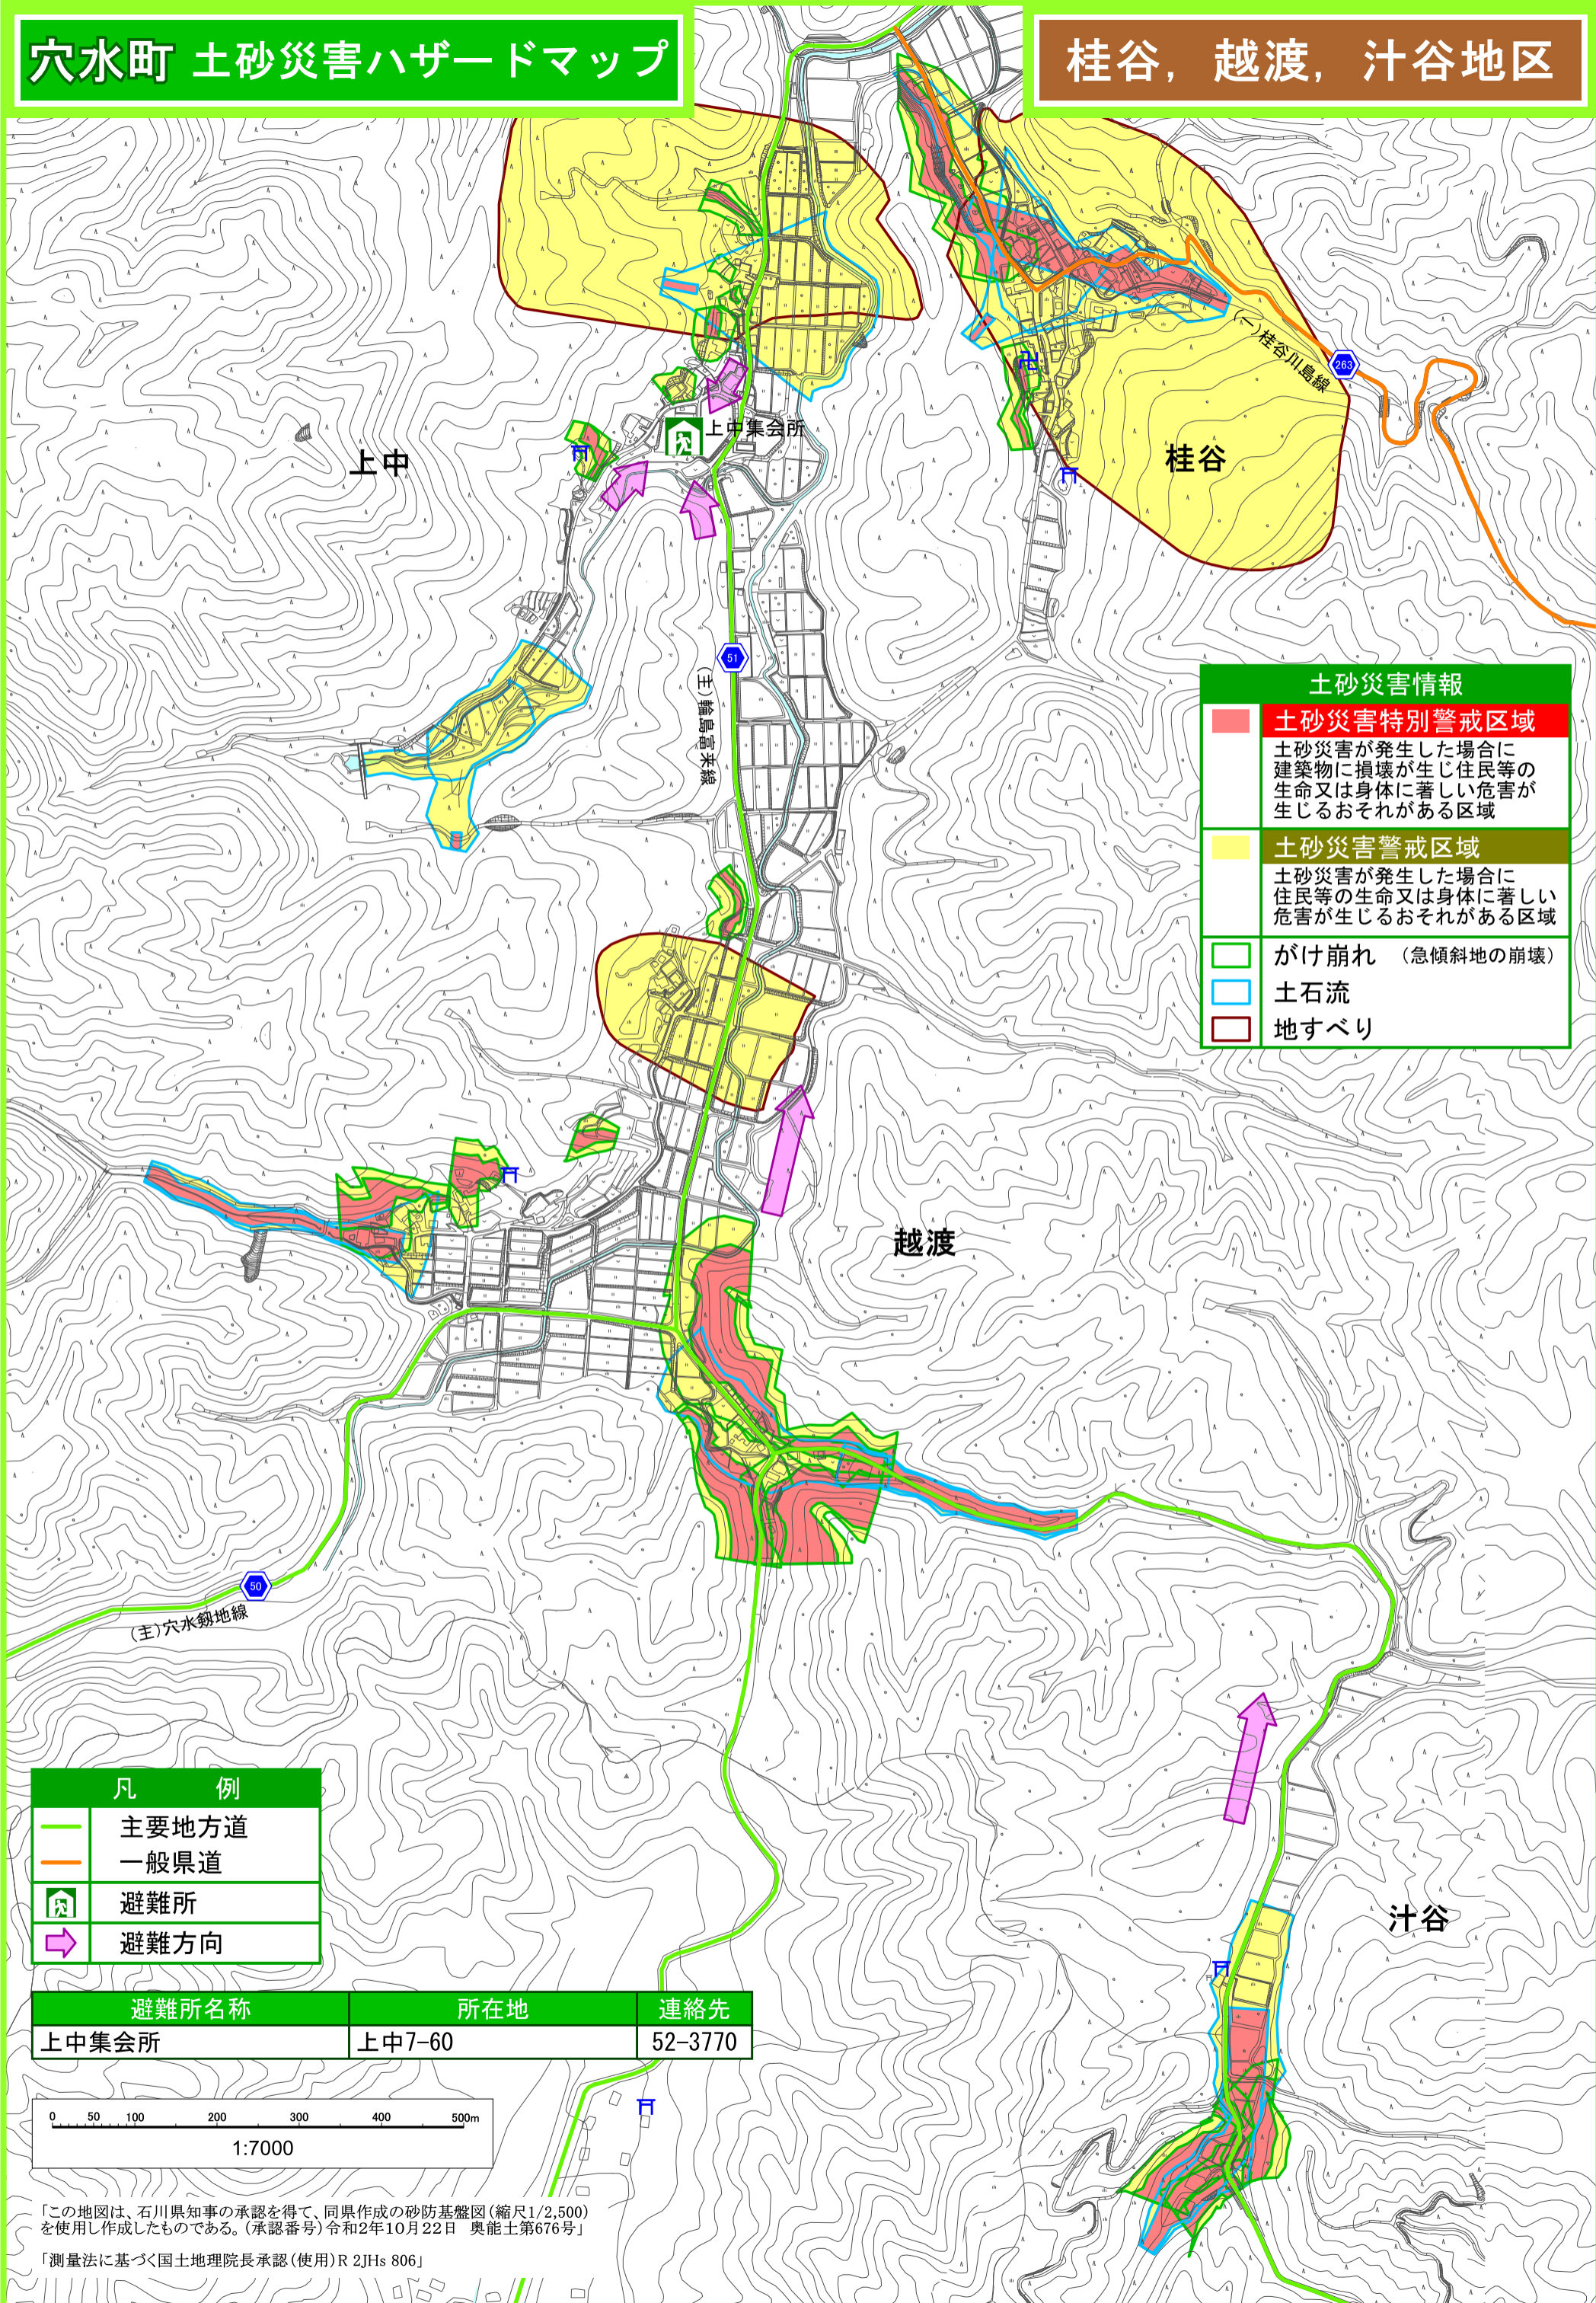 穴水町 土砂災害ハザードマップ
桂谷, 越渡, 汁谷地区
(一)桂谷川島線
263
上中集会所
上中
桂谷
51
(主)輪島富来線
土砂災害情報
土砂災害特別警戒区域
土砂災害が発生した場合に
建築物に損壊が生じ住民等の
生命又は身体に著しい危害が
生じるおそれがある区域
土砂災害警戒区域
土砂災害が発生した場合に
住民等の生命又は身体に著しい
危害が生じるおそれがある区域
がけ崩れ (急傾斜地の崩壊)
土石流
地すべり
越渡
50
(主)穴水剱地線
凡 例
主要地方道
一般県道
避難所
避難方向
汁谷
避難所名称 所在地 連絡先
上中集会所 上中7-60 52-3770
0 50 100 200 300 400 500m
1:7000
「この地図は、石川県知事の承認を得て、同県作成の砂防基盤図(縮尺1/2,500)
を使用し作成したものである。(承認番号)令和2年10月22日 奥能土第676号」
「測量法に基づく国土地理院長承認(使用)R 2JHs 806」